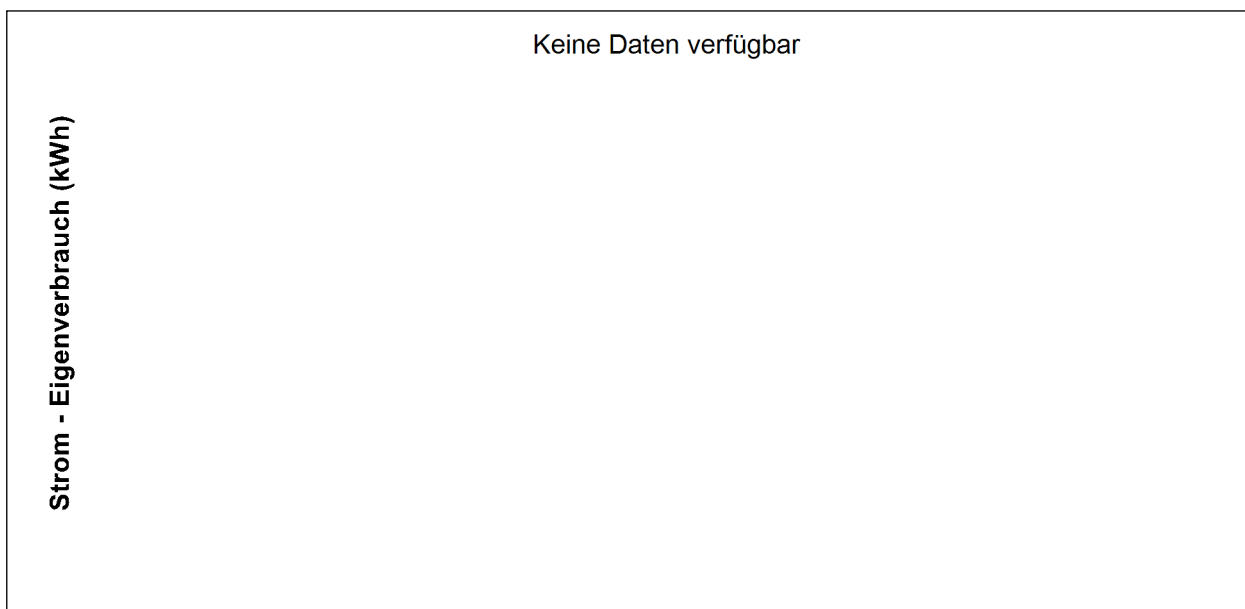 Keine Daten verfügbar
Strom - Eigenverbrauch (kWh)